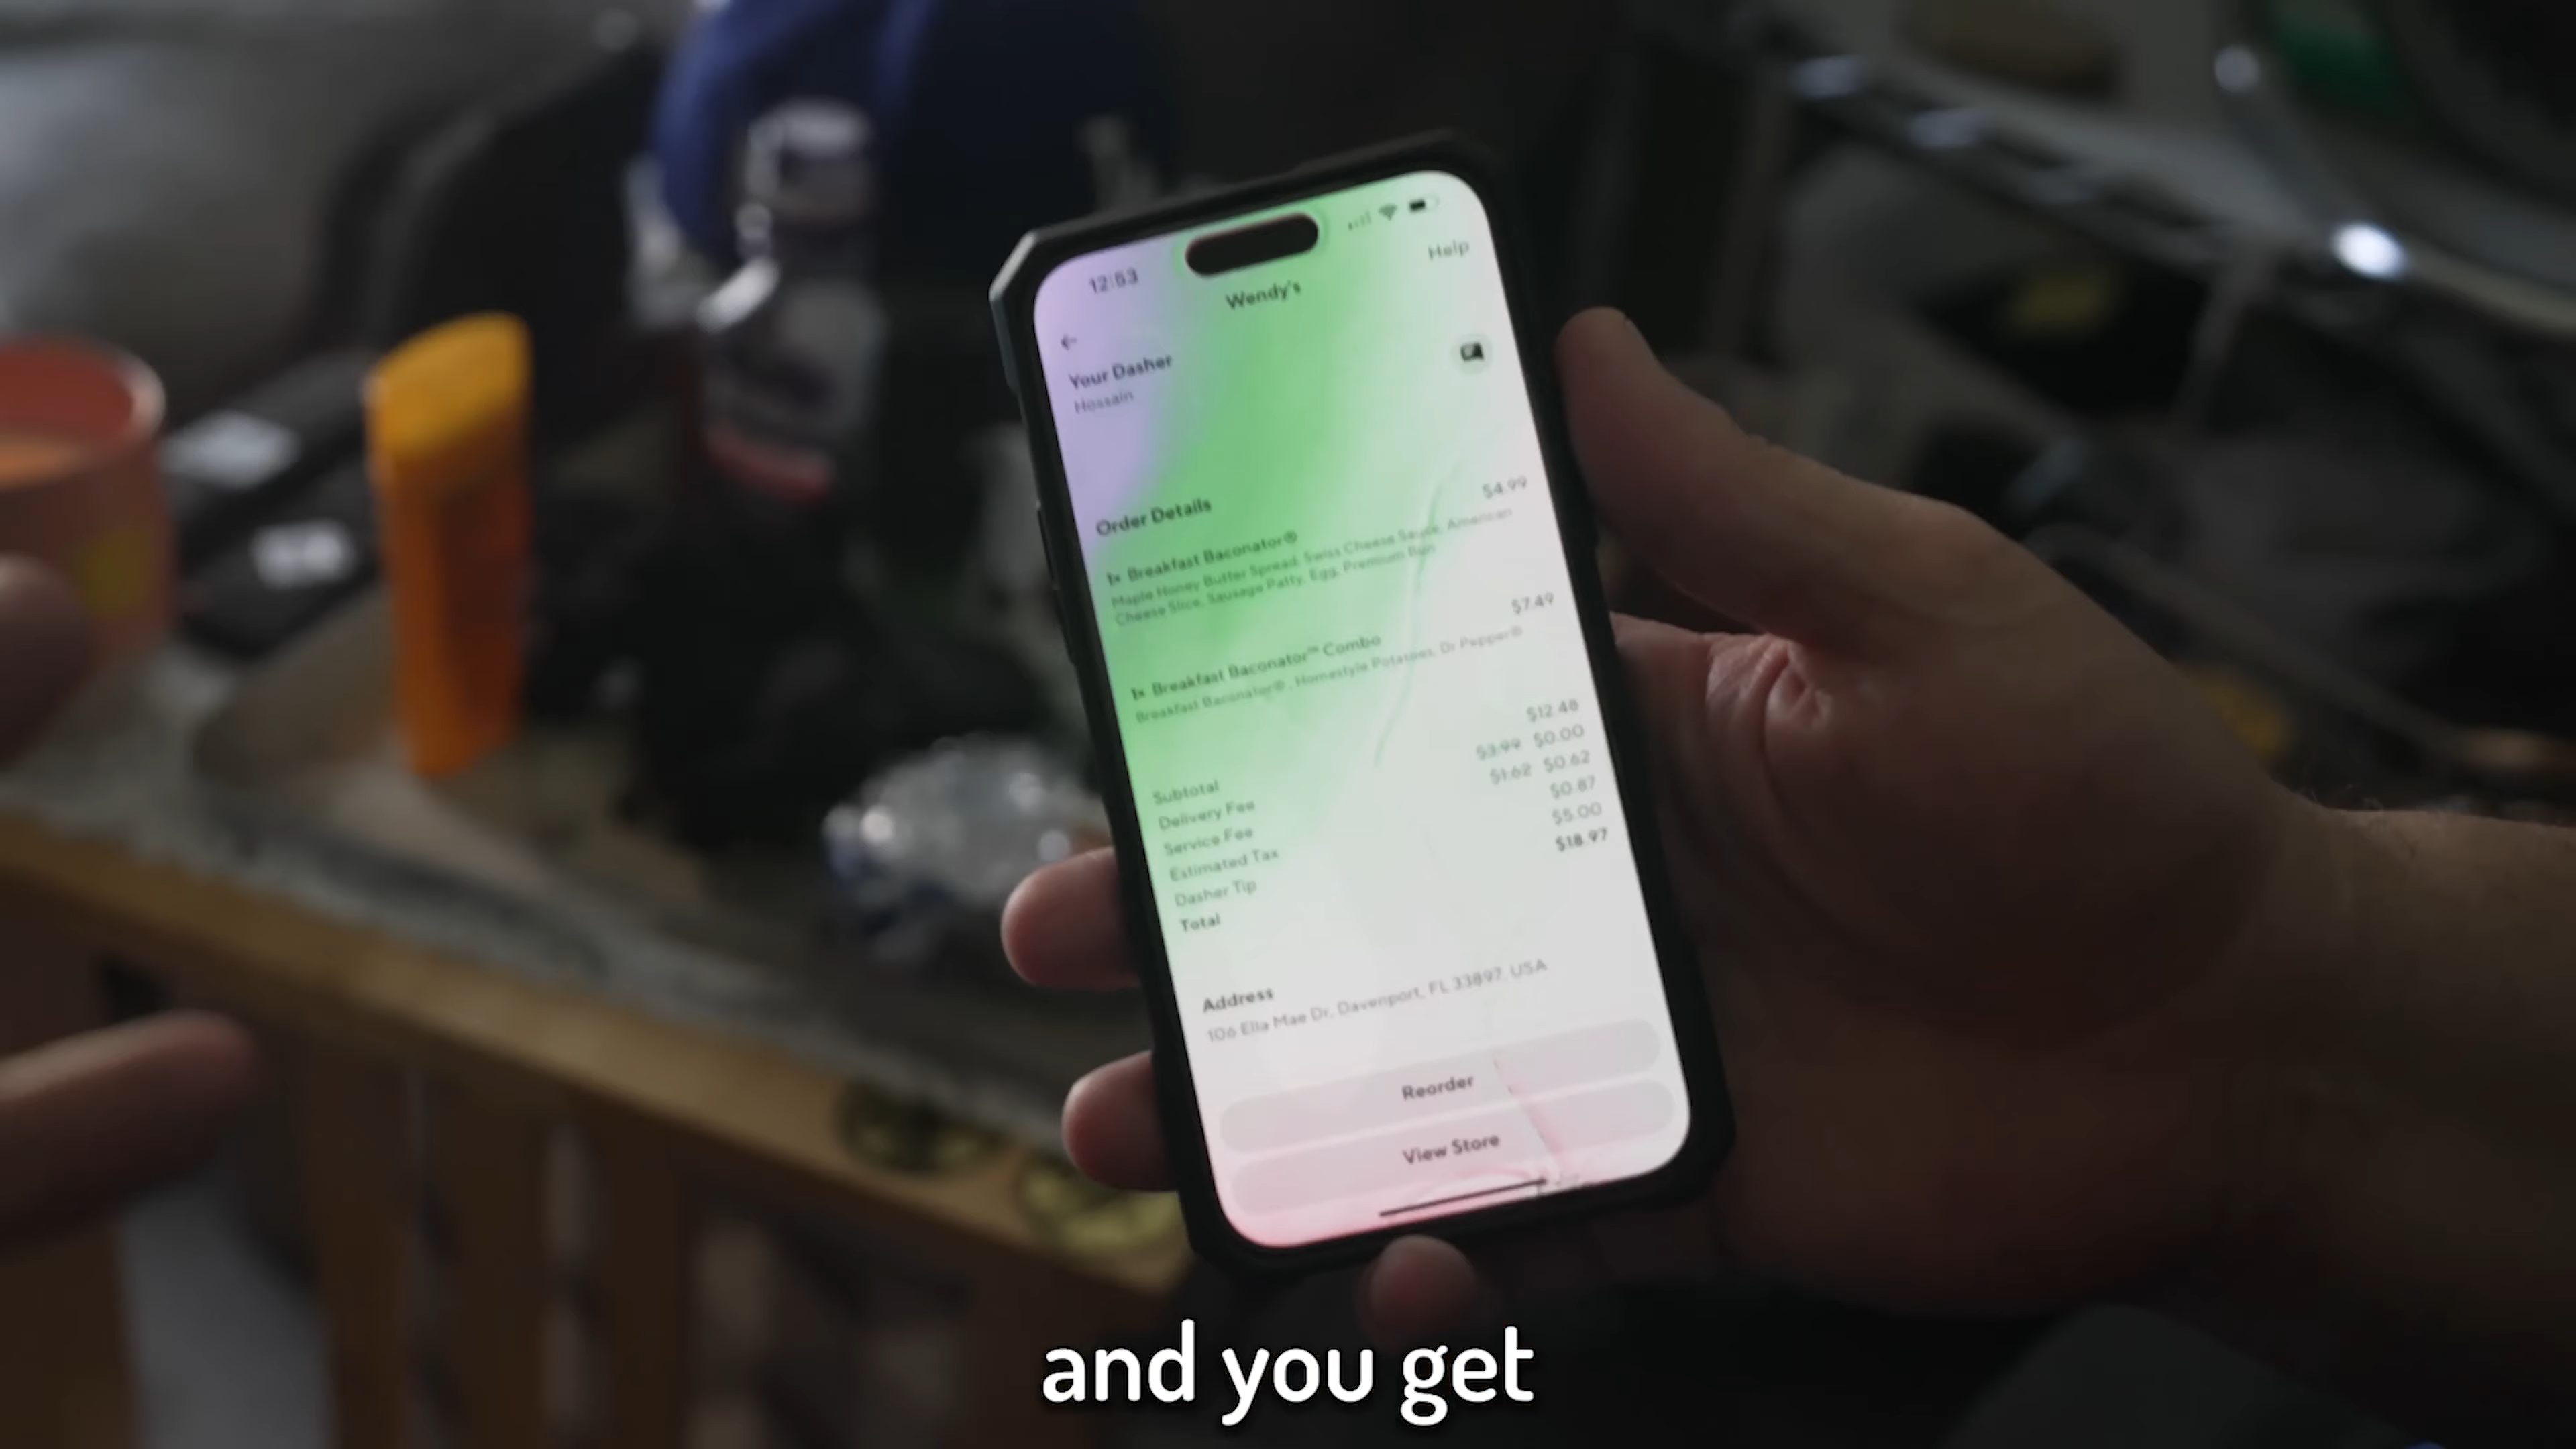 12:53
Help
Wendy's
Your Dasher
Hossain
Order Details
$4.99
1× Breakfast Baconator®
Maple Honey Butter Spread, Swiss Cheese Sauce, American
Cheese Slice, Sausage Patty, Egg, Premium Bun
$7.49
1× Breakfast Baconator™ Combo
Breakfast Baconator®, Homestyle Potatoes, Dr Pepper®
Subtotal $12.48
Delivery Fee $3.99 $0.00
Service Fee $1.62 $0.62
Estimated Tax $0.87
Dasher Tip $5.00
Total $18.97
Address
106 Ella Mae Dr, Davenport, FL 33897, USA
Reorder
View Store
and you get